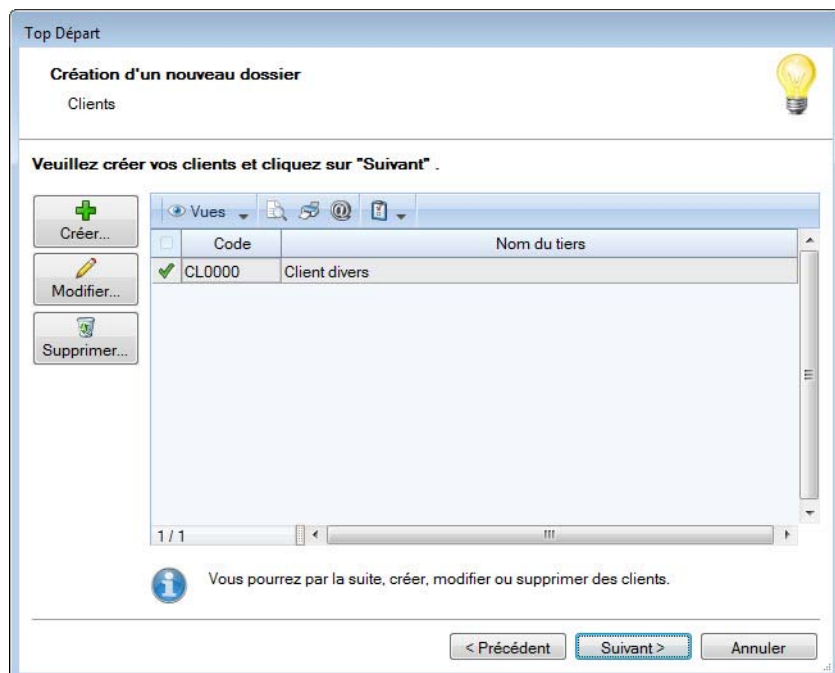 Top Départ
Création d'un nouveau dossier
Clients
Veuillez créer vos clients et cliquez sur "Suivant" .
Créer...
Modifier...
Supprimer...
Vues
Code Nom du tiers
CL0000 Client divers
1 / 1
Vous pourrez par la suite, créer, modifier ou supprimer des clients.
< Précédent Suivant > Annuler